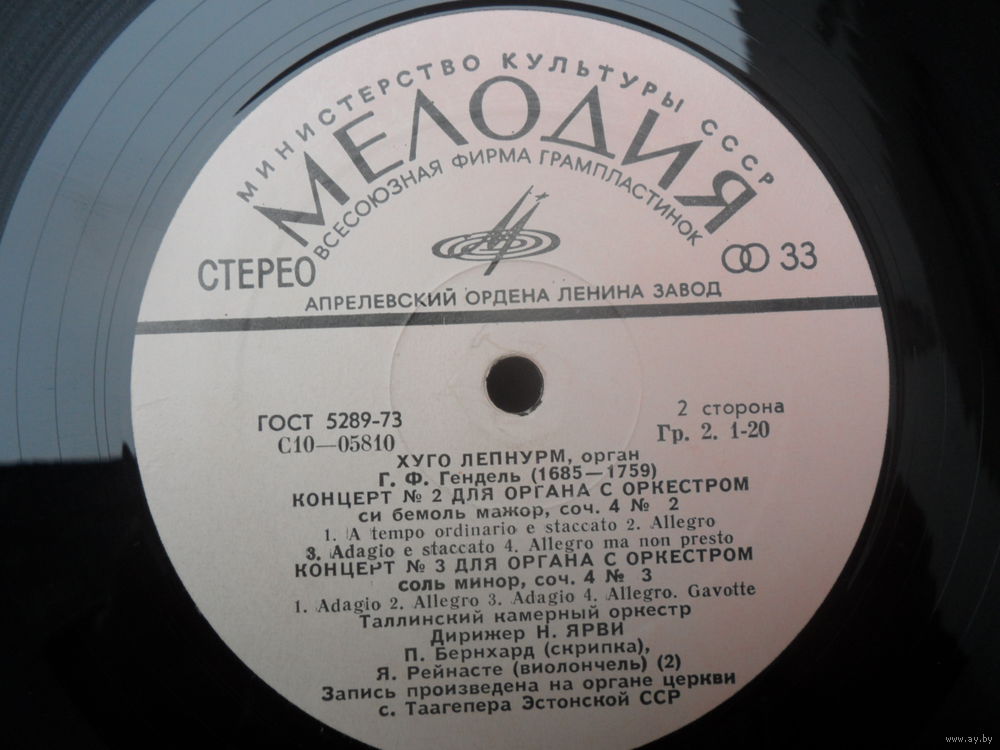 МИНИСТЕРСТВО КУЛЬТУРЫ СССР
МЕЛОДИЯ
ВСЕСОЮЗНАЯ ФИРМА ГРАМПЛАСТИНОК
СТЕРЕО
33
АПРЕЛЕВСКИЙ ОРДЕНА ЛЕНИНА ЗАВОД
ГОСТ 5289-73
2 сторона
С10—05810
Гр. 2. 1-20
ХУГО ЛЕПНУРМ, орган
Г. Ф. Гендель (1685—1759)
КОНЦЕРТ № 2 ДЛЯ ОРГАНА С ОРКЕСТРОМ
си бемоль мажор, соч. 4 № 2
1. A tempo ordinario e staccato 2. Allegro
3. Adagio e staccato 4. Allegro ma non presto
КОНЦЕРТ № 3 ДЛЯ ОРГАНА С ОРКЕСТРОМ
соль минор, соч. 4 № 3
1. Adagio 2. Allegro 3. Adagio 4. Allegro. Gavotte
Таллинский камерный оркестр
Дирижер Н. ЯРВИ
П. Бернхард (скрипка),
Я. Рейнасте (виолончель) (2)
Запись произведена на органе церкви
с. Таагепера Эстонской ССР
www.ay.by